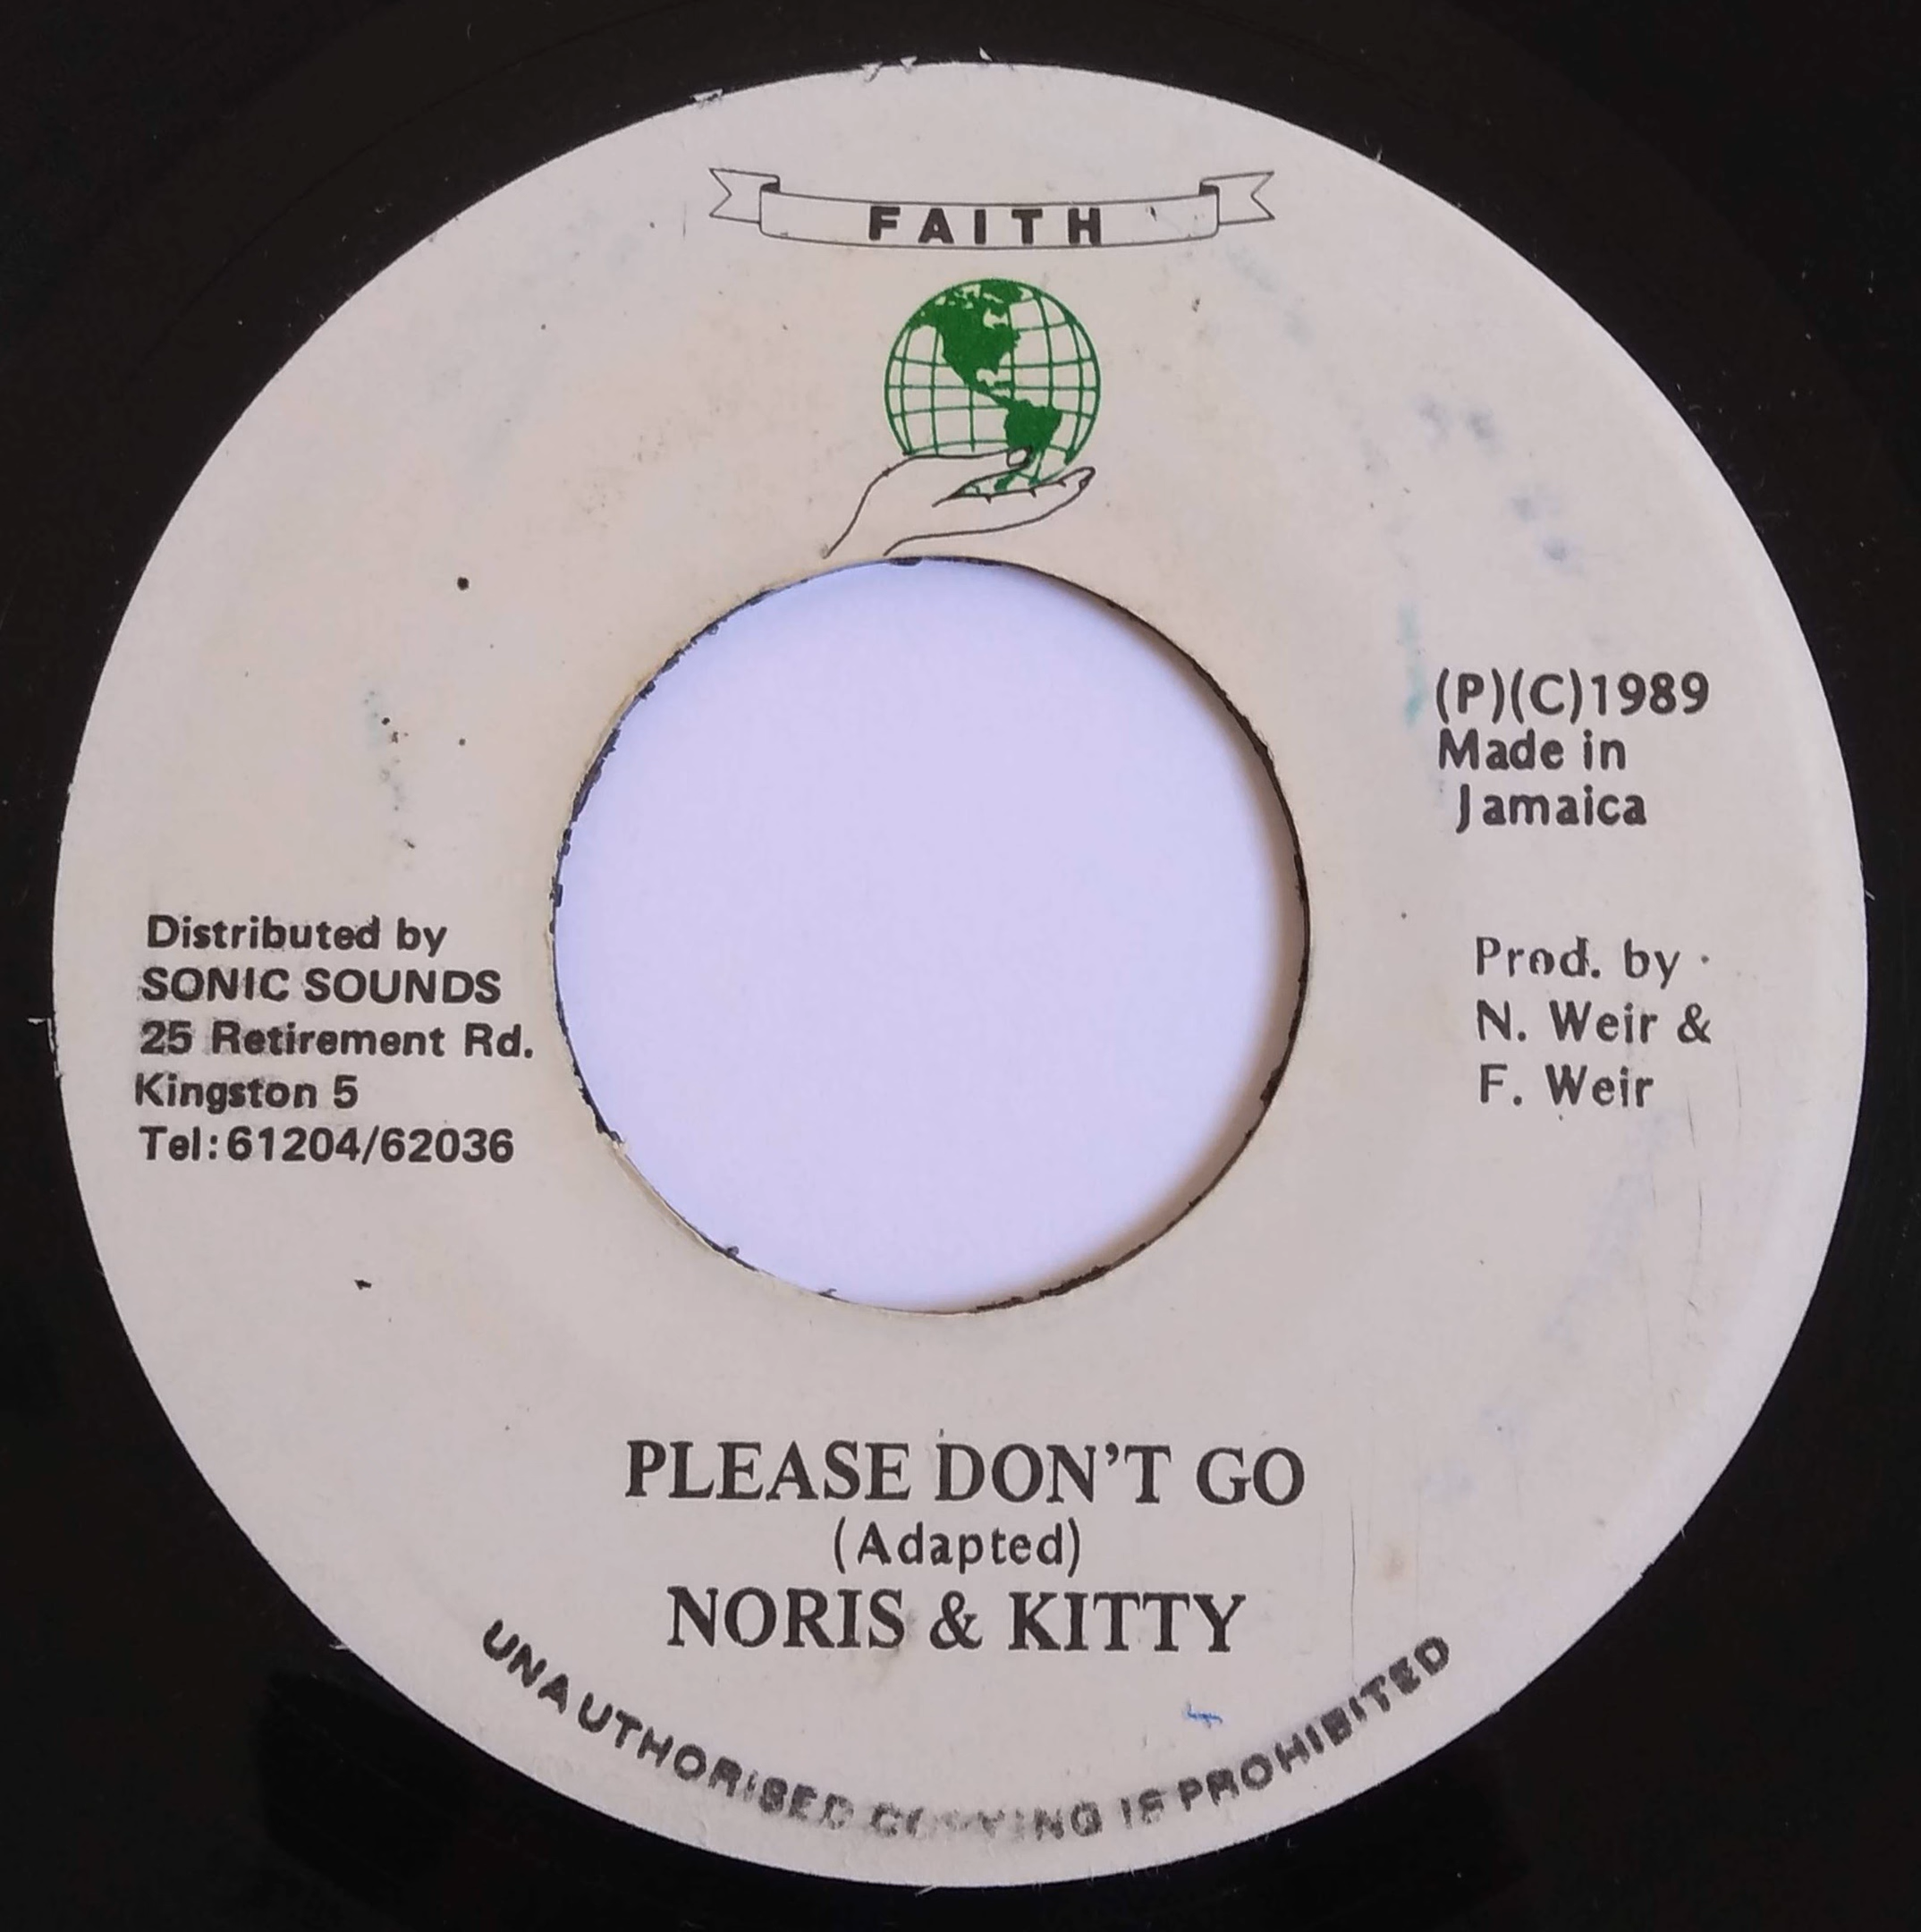 FAITH
(P)(C)1989
Made in
Jamaica
Distributed by
SONIC SOUNDS
25 Retirement Rd.
Kingston 5
Tel:61204/62036
Prod. by
N. Weir &
F. Weir
PLEASE DON'T GO
(Adapted)
NORIS & KITTY
UNAUTHORISED COPYING IS PROHIBITED